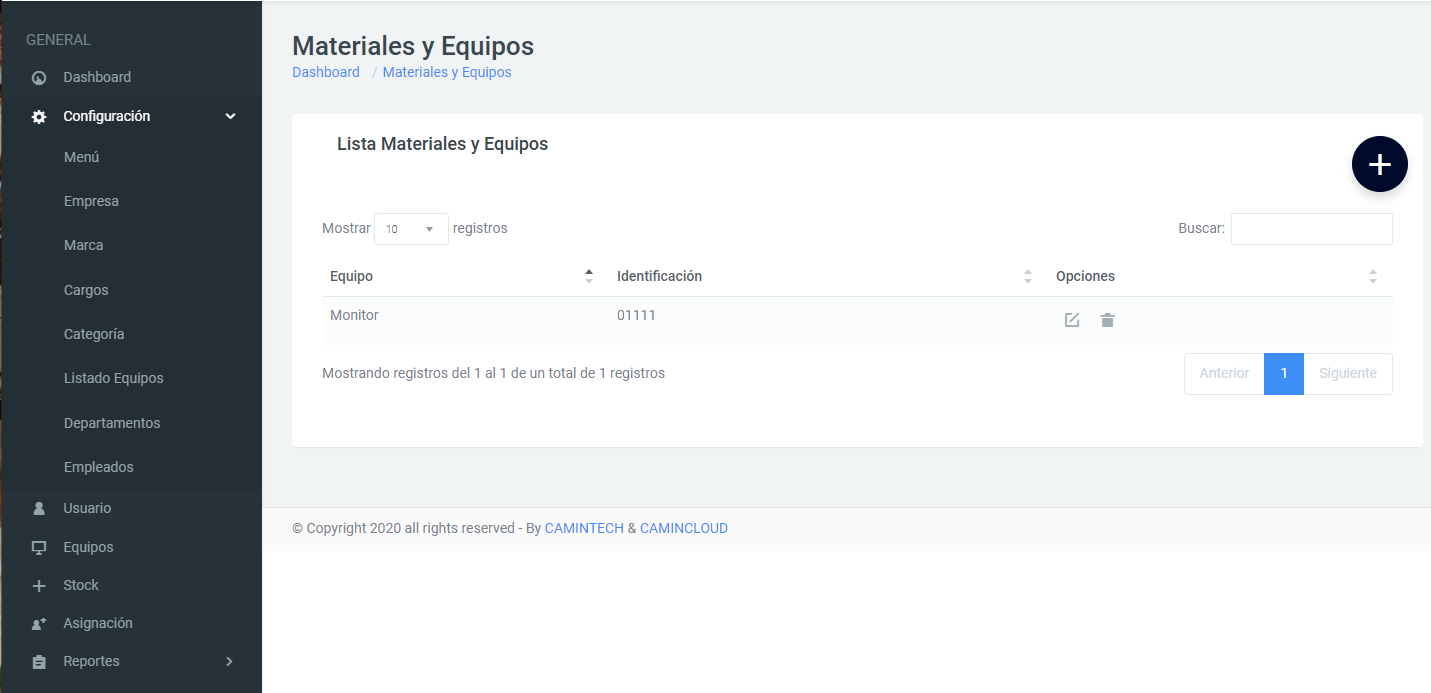 GENERAL
Dashboard
Configuración
Menú
Empresa
Marca
Cargos
Categoría
Listado Equipos
Departamentos
Empleados
Usuario
Equipos
Stock
Asignación
Reportes
Materiales y Equipos
Dashboard / Materiales y Equipos
Lista Materiales y Equipos
Mostrar 10 registros
Buscar:
Equipo Identificación Opciones
Monitor 01111
Mostrando registros del 1 al 1 de un total de 1 registros
Anterior 1 Siguiente
© Copyright 2020 all rights reserved - By CAMINTECH & CAMINCLOUD